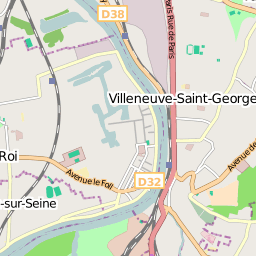 D38
Paris Rue de Paris
Villeneuve-Saint-George
Roi
Avenue de
Avenue le Foll
D32
-sur-Seine